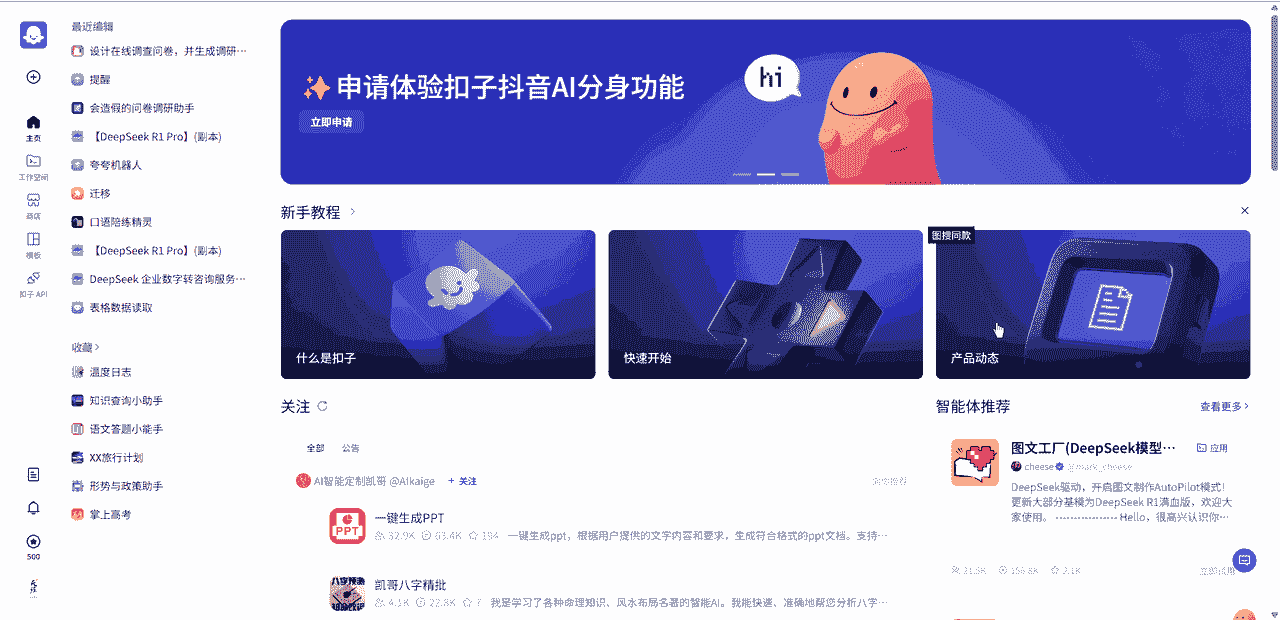 主页
工作空间
商店
模板
扣子 API
500
最近编辑
设计在线调查问卷，并生成调研···
提醒
会造假的问卷调研助手
【DeepSeek R1 Pro】(副本)
夸夸机器人
迁移
口语陪练精灵
【DeepSeek R1 Pro】(副本)
DeepSeek 企业数字转咨询服务···
表格数据读取
收藏 >
温度日志
知识查询小助手
语文答题小能手
XX旅行计划
形势与政策助手
掌上高考
申请体验扣子抖音AI分身功能
立即申请
hi
新手教程 >
什么是扣子
快速开始
图搜同款
产品动态
关注
全部 公告
AI智能定制凯哥 @AIkaige + 关注
PPT
一键生成PPT
32.9K 63.4K 194 一键生成ppt，根据用户提供的文字内容和要求，生成符合格式的ppt文档。支持···
凯哥八字精批
4.1K 22.8K 7 我是学习了各种命理知识、风水布局名著的智能AI。我能快速、准确地帮您分析八字···
智能体推荐
查看更多 >
图文工厂(DeepSeek模型···
应用
cheese @mark_cheese
DeepSeek驱动，开启图文制作AutoPilot模式！
更新大部分基模为DeepSeek R1满血版，欢迎大
家使用。 ----------------- Hello，很高兴认识你···
2.1K